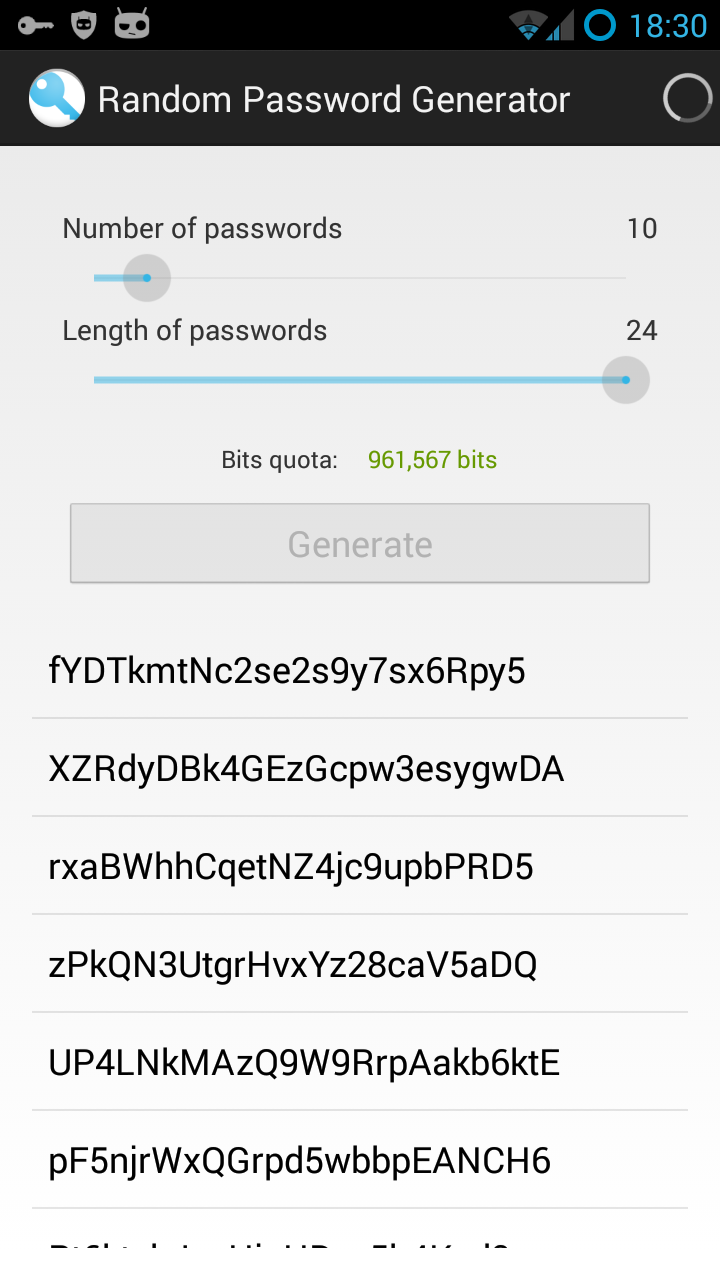 18:30
Random Password Generator
Number of passwords 10
Length of passwords 24
Bits quota: 961,567 bits
Generate
fYDTkmtNc2se2s9y7sx6Rpy5
XZRdyDBk4GEzGcpw3esygwDA
rxaBWhhCqetNZ4jc9upbPRD5
zPkQN3UtgrHvxYz28caV5aDQ
UP4LNkMAzQ9W9RrpAakb6ktE
pF5njrWxQGrpd5wbbpEANCH6